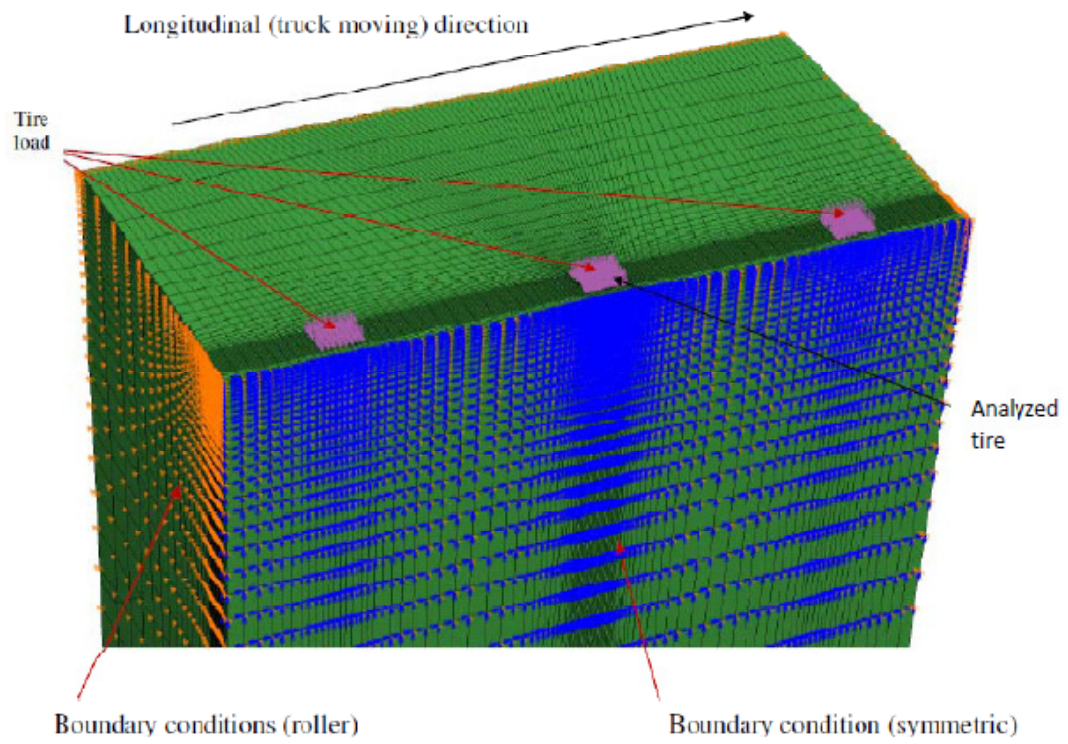 Longitudinal (truck moving) direction
Tire
load
Analyzed
tire
Boundary conditions (roller)
Boundary condition (symmetric)